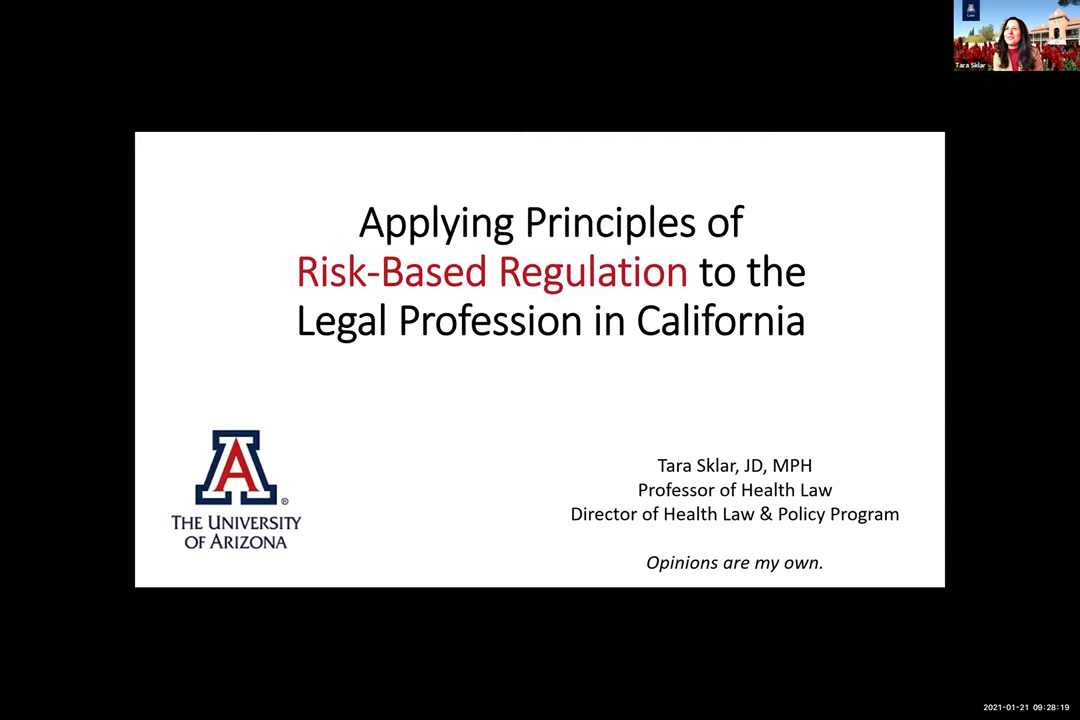 Law
Tara Sklar
Applying Principles of
Risk-Based Regulation to the
Legal Profession in California
A®
THE UNIVERSITY
OF ARIZONA
Tara Sklar, JD, MPH
Professor of Health Law
Director of Health Law & Policy Program
Opinions are my own.
2021-01-21 09:28:19